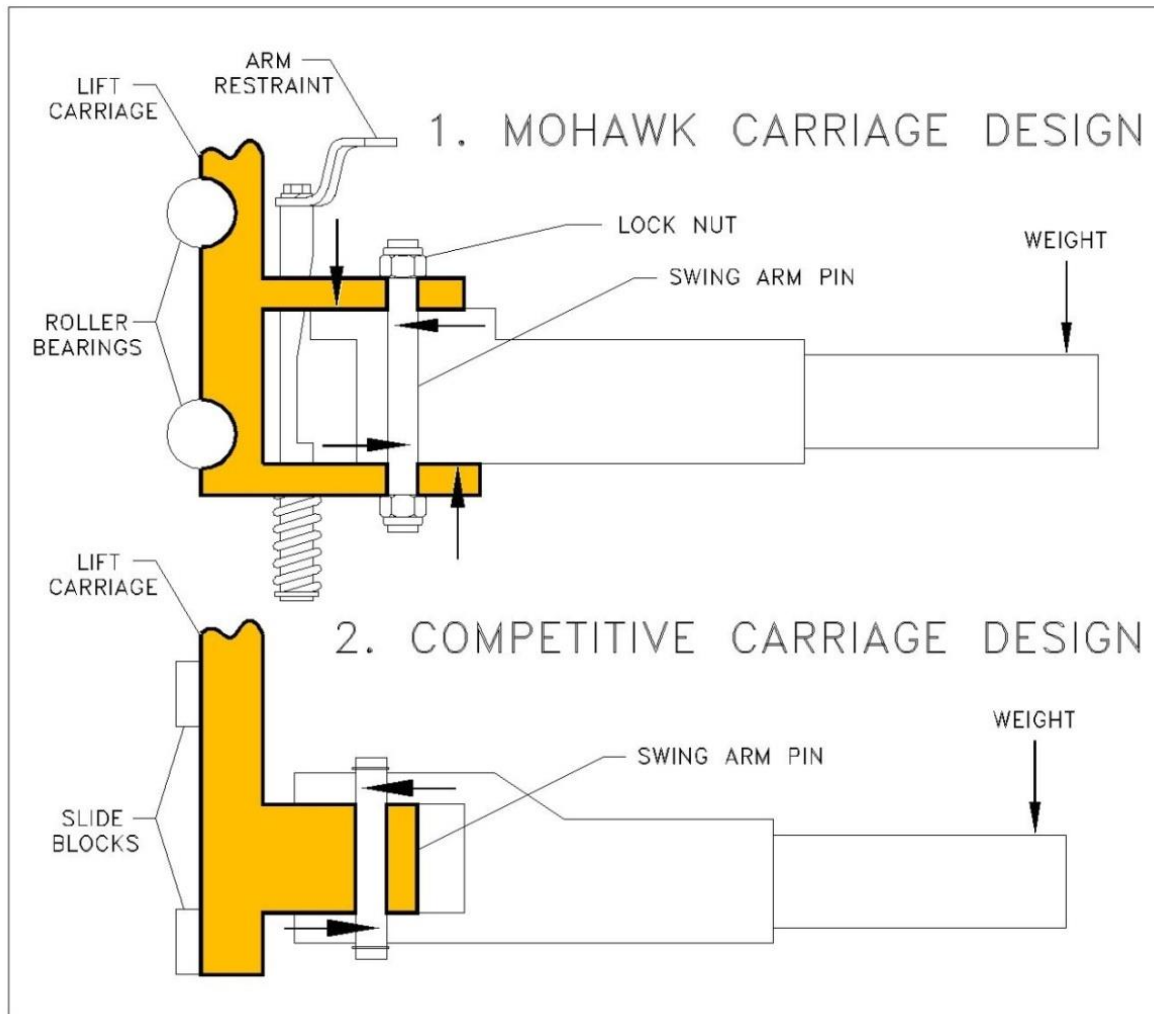 ARM
RESTRAINT
LIFT
CARRIAGE
1. MOHAWK CARRIAGE DESIGN
LOCK NUT
WEIGHT
SWING ARM PIN
ROLLER
BEARINGS
LIFT
CARRIAGE
2. COMPETITIVE CARRIAGE DESIGN
WEIGHT
SWING ARM PIN
SLIDE
BLOCKS